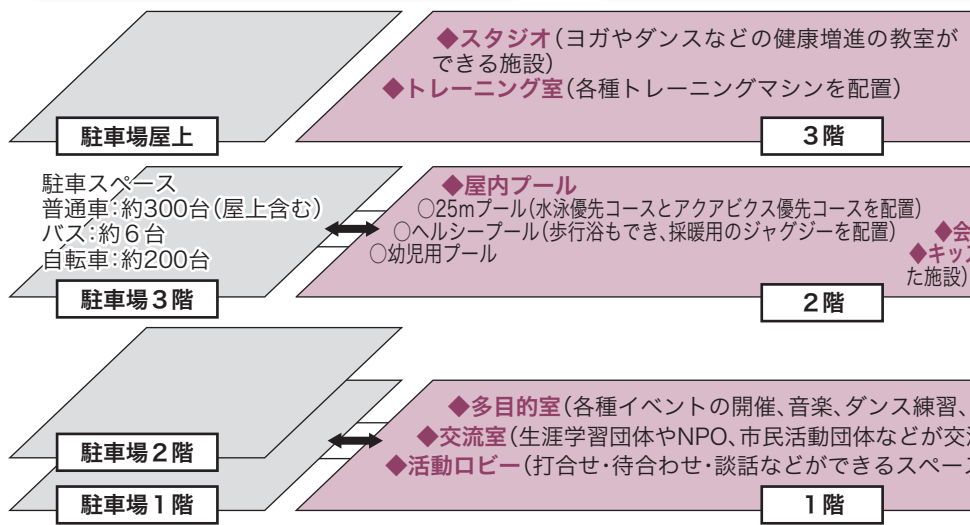 ◆スタジオ(ヨガやダンスなどの健康増進の教室が
できる施設)
◆トレーニング室(各種トレーニングマシンを配置)
駐車場屋上
3階
駐車スペース
普通車:約300台(屋上含む)
バス:約6台
自転車:約200台
駐車場3階
◆屋内プール
○25mプール(水泳優先コースとアクアビクス優先コースを配置)
○ヘルシープール(歩行浴もでき、採暖用のジャグジーを配置)
○幼児用プール
◆会
◆キッズ
た施設)
2階
◆多目的室(各種イベントの開催、音楽、ダンス練習、
◆交流室(生涯学習団体やNPO、市民活動団体などが交流
◆活動ロビー(打合せ・待合わせ・談話などができるスペース
駐車場2階
駐車場1階
1階